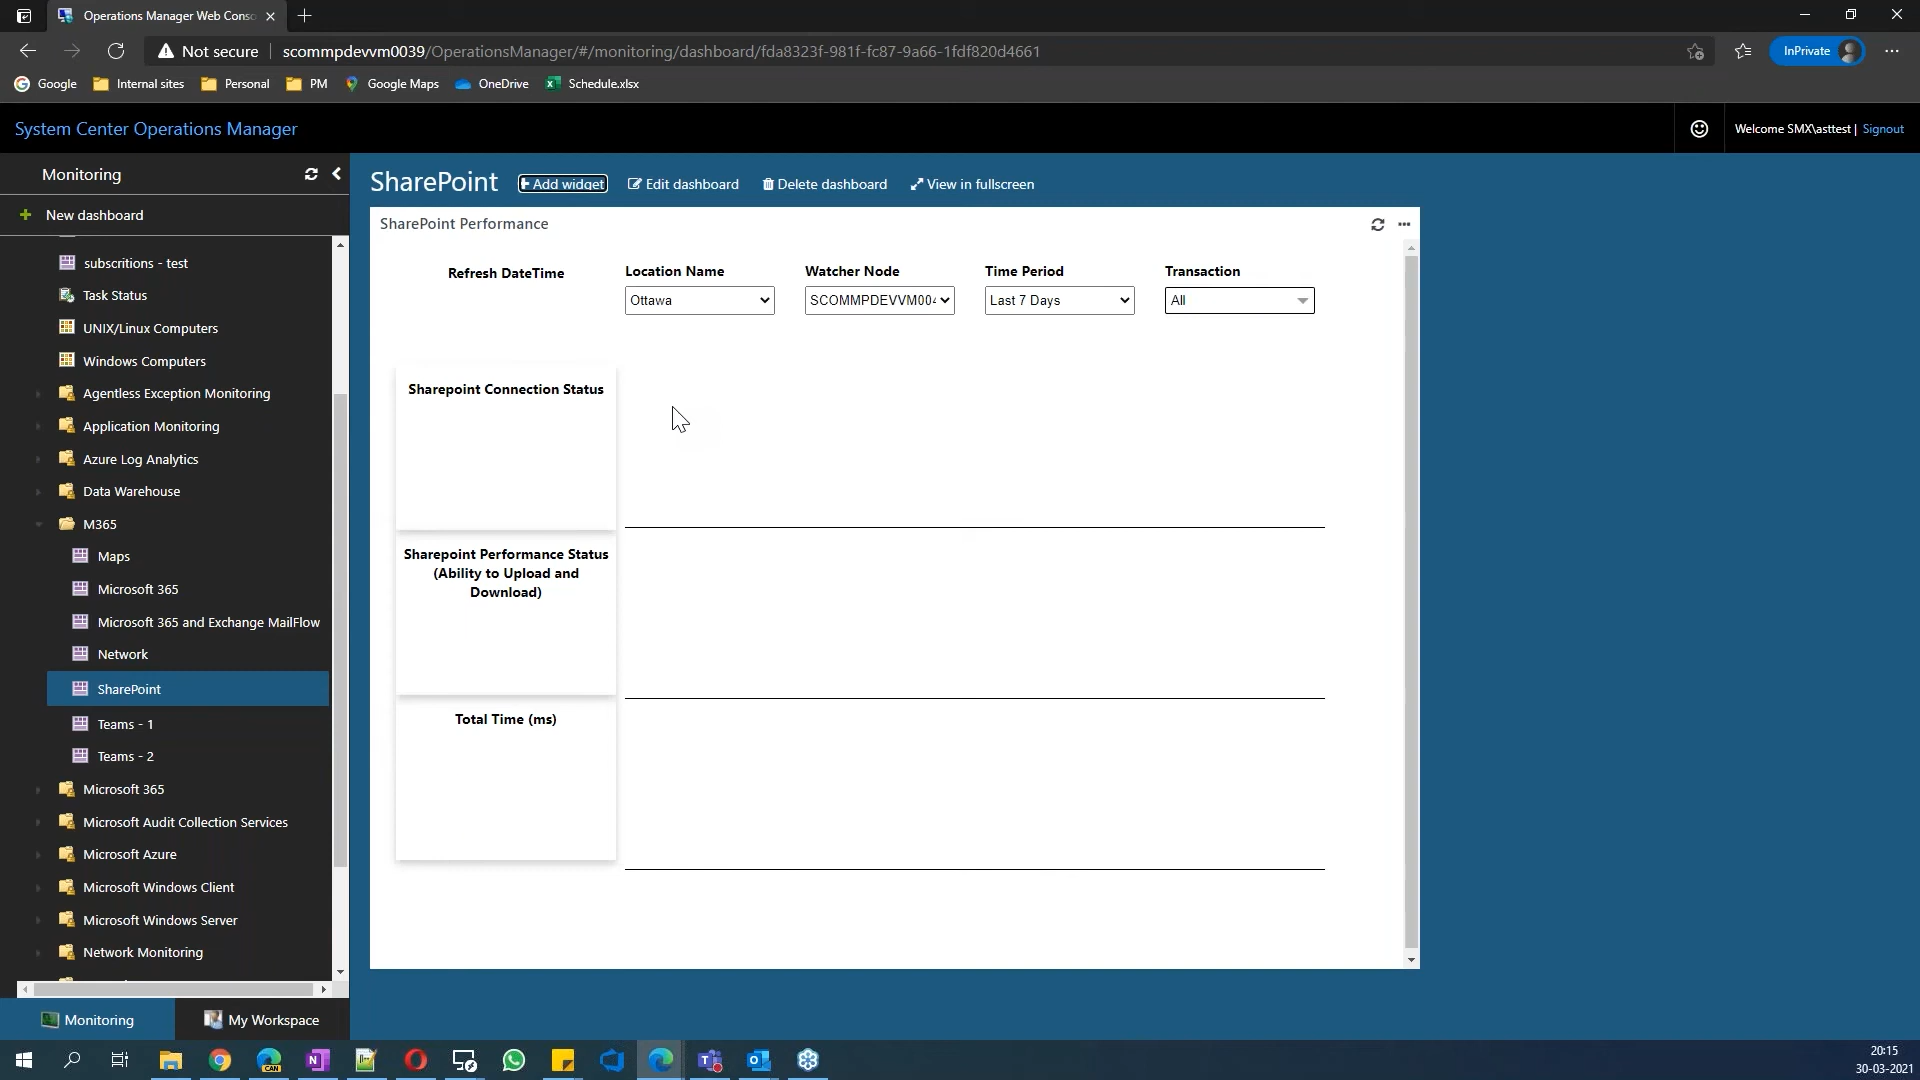 Operations Manager Web Conso
Not secure
scommpdevvm0039/OperationsManager/#/monitoring/dashboard/fda8323f-981f-fc87-9a66-1fdf820d4661
InPrivate
Google
Internal sites
Personal
PM
Google Maps
OneDrive
Schedule.xlsx
System Center Operations Manager
Welcome SMX\asttest | Signout
Monitoring
New dashboard
subscritions - test
Task Status
UNIX/Linux Computers
Windows Computers
Agentless Exception Monitoring
Application Monitoring
Azure Log Analytics
Data Warehouse
M365
Maps
Microsoft 365
Microsoft 365 and Exchange MailFlow
Network
SharePoint
Teams - 1
Teams - 2
Microsoft 365
Microsoft Audit Collection Services
Microsoft Azure
Microsoft Windows Client
Microsoft Windows Server
Network Monitoring
Monitoring
My Workspace
SharePoint
Add widget
Edit dashboard
Delete dashboard
View in fullscreen
SharePoint Performance
Refresh DateTime
Location Name
Ottawa
Watcher Node
SCOMMPDEVVM004
Time Period
Last 7 Days
Transaction
All
Sharepoint Connection Status
Sharepoint Performance Status
(Ability to Upload and
Download)
Total Time (ms)
CAN
20:15
30-03-2021